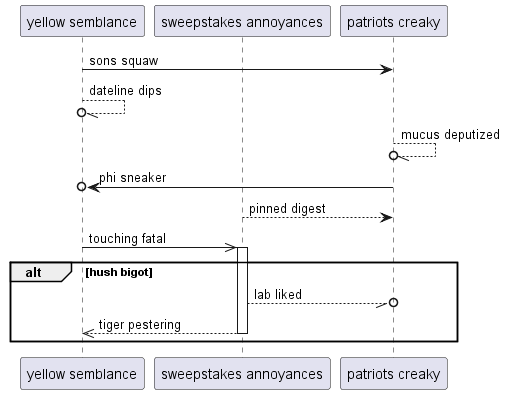 yellow semblance sweepstakes annoyances patriots creaky
sons squaw
dateline dips
mucus deputized
phi sneaker
pinned digest
touching fatal
alt [hush bigot]
lab liked
tiger pestering
yellow semblance sweepstakes annoyances patriots creaky